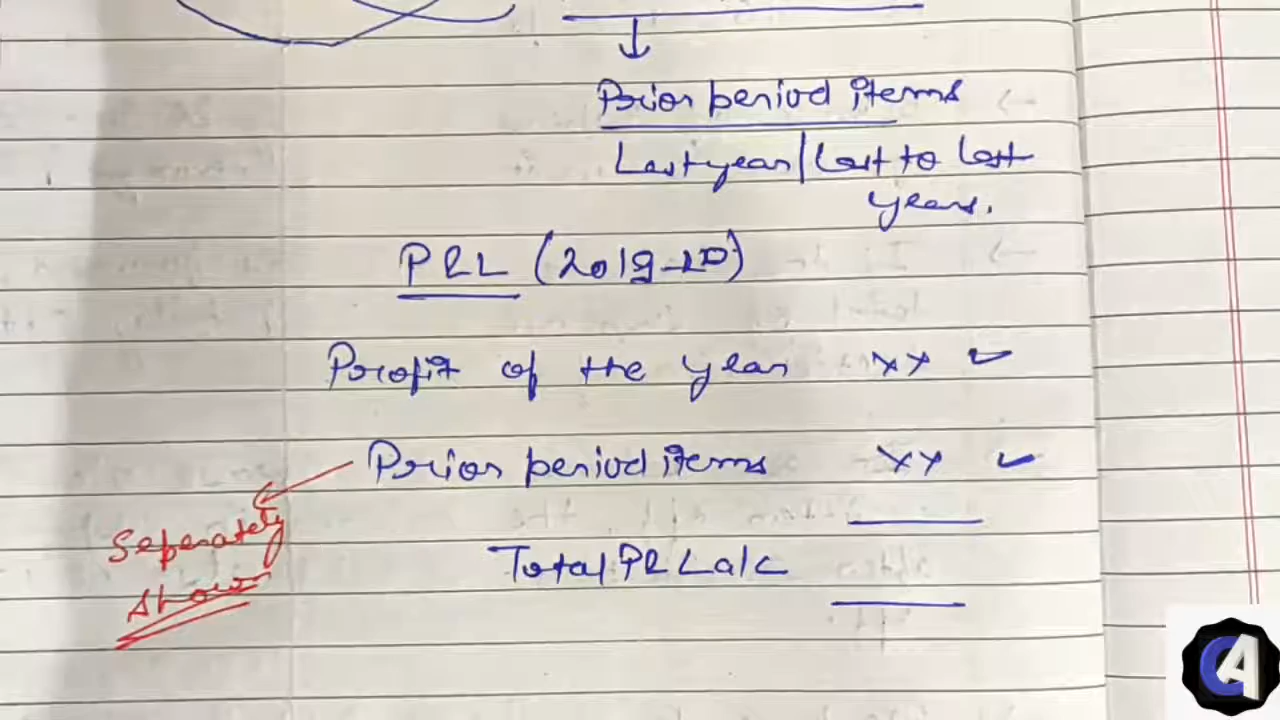 Prior period items
Last year/Last to Last
years.
P&L (2019-20)
Profit of the year xx ✓
Prior period items xx ✓
Seperately
shown
Total P&L a/c
CA